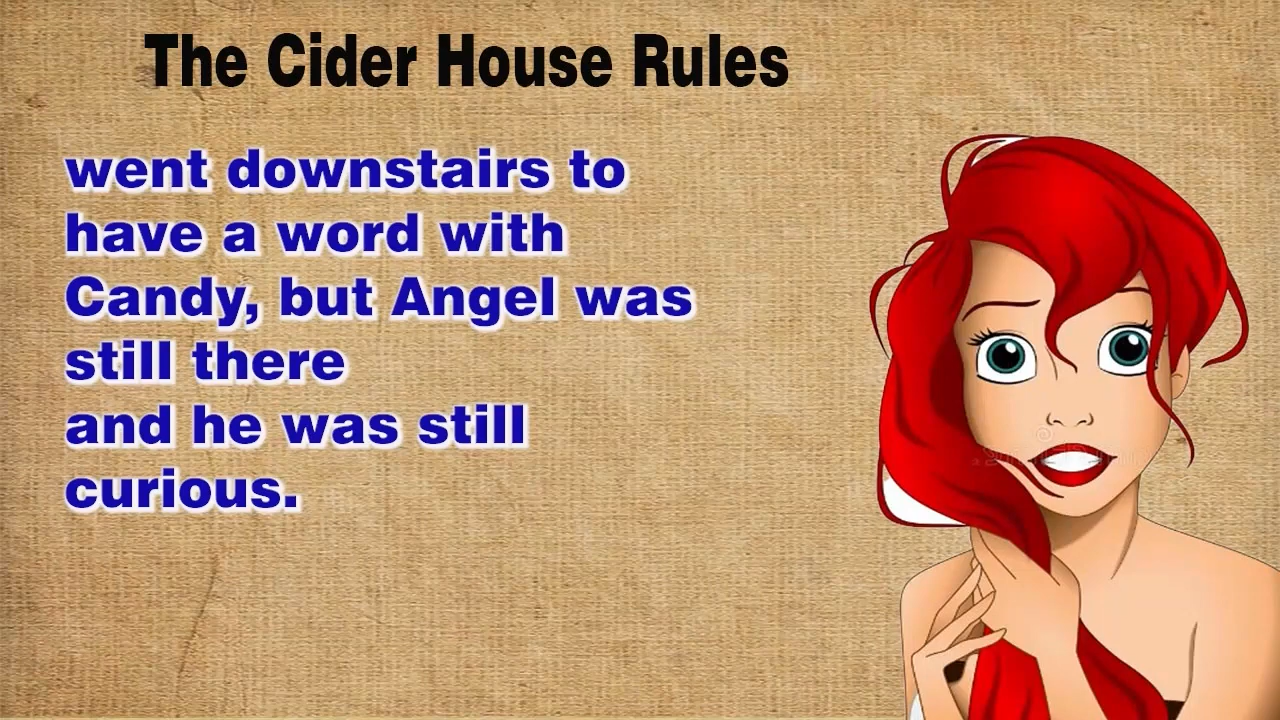 The Cider House Rules
went downstairs to
have a word with
Candy, but Angel was
still there
and he was still
curious.